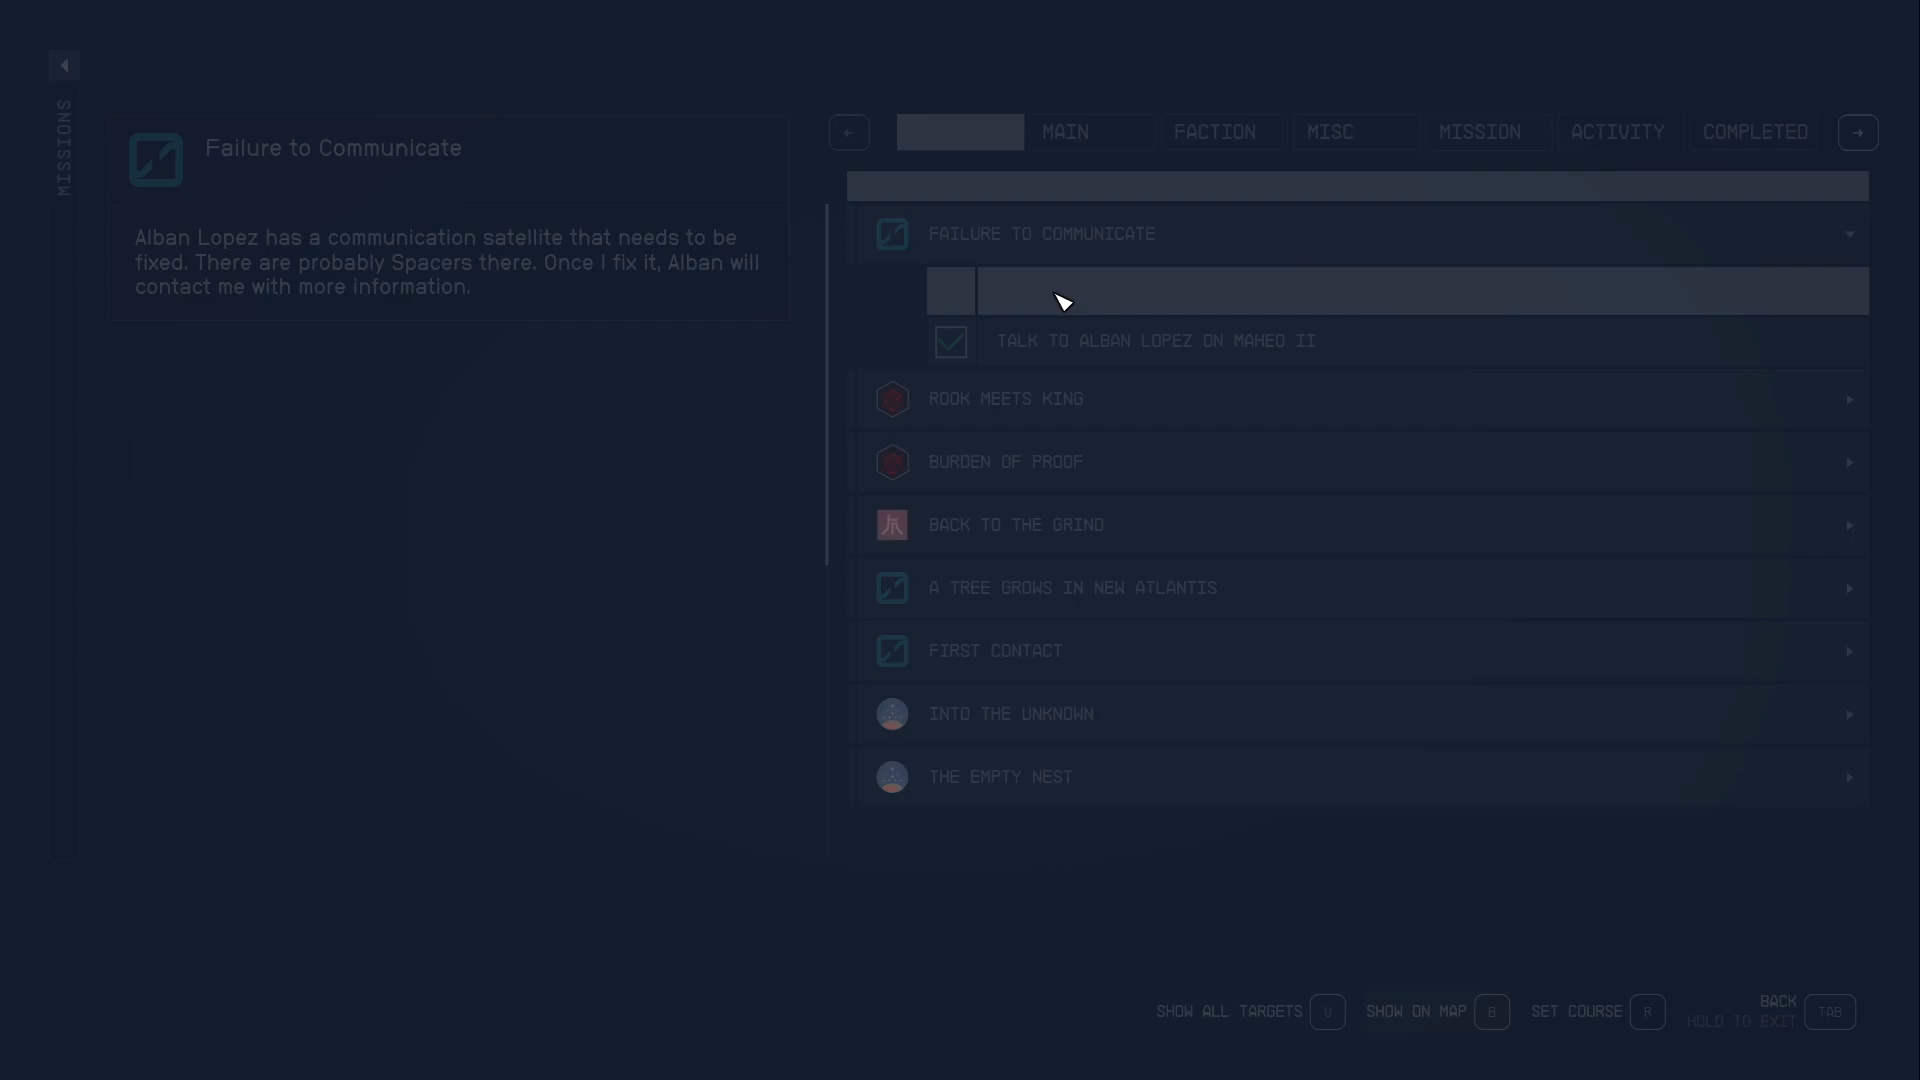 MISSIONS
Failure to Communicate
Alban Lopez has a communication satellite that needs to be
fixed. There are probably Spacers there. Once I fix it, Alban will
contact me with more information.
MAIN
FACTION
MISC
MISSION
ACTIVITY
COMPLETED
FAILURE TO COMMUNICATE
TALK TO ALBAN LOPEZ ON MAHEO II
ROOK MEETS KING
BURDEN OF PROOF
BACK TO THE GRIND
A TREE GROWS IN NEW ATLANTIS
FIRST CONTACT
INTO THE UNKNOWN
THE EMPTY NEST
SHOW ALL TARGETS
SHOW ON MAP B
SET COURSE R
BACK
HOLD TO EXIT
TAB